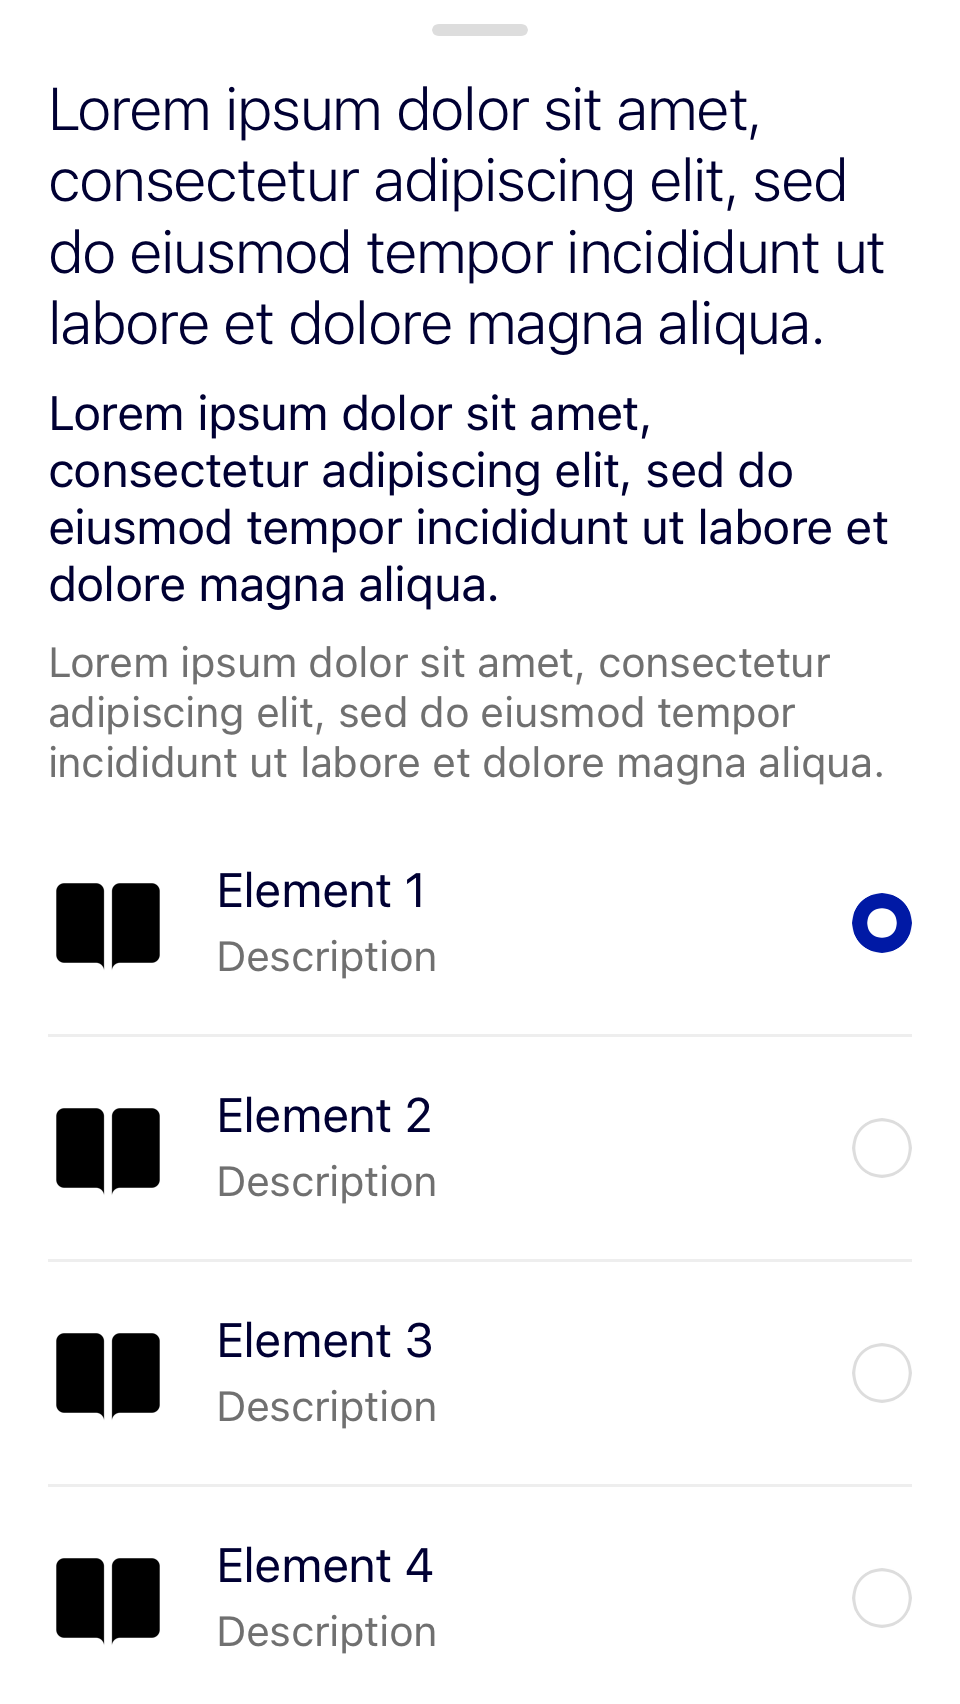 Lorem ipsum dolor sit amet,
consectetur adipiscing elit, sed
do eiusmod tempor incididunt ut
labore et dolore magna aliqua.
Lorem ipsum dolor sit amet,
consectetur adipiscing elit, sed do
eiusmod tempor incididunt ut labore et
dolore magna aliqua.
Lorem ipsum dolor sit amet, consectetur
adipiscing elit, sed do eiusmod tempor
incididunt ut labore et dolore magna aliqua.
Element 1
Description
Element 2
Description
Element 3
Description
Element 4
Description